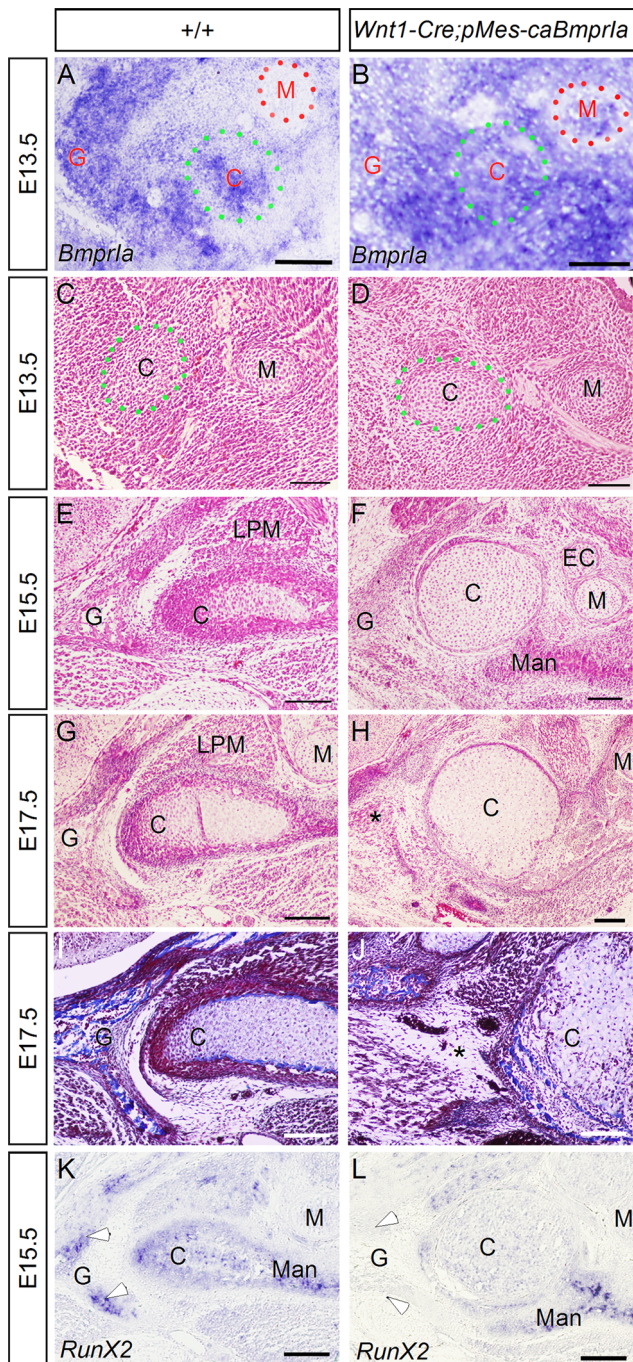 +/+
Wnt1-Cre;pMes-caBmprIa
E13.5
A
M
G
C
BmprIa
B
M
G
C
BmprIa
E13.5
C
C
M
D
C
M
E15.5
E
LPM
G
C
F
EC
C
M
G
Man
E17.5
G
LPM
M
C
G
H
M
C
*
E17.5
I
G
C
J
C
*
E15.5
K
M
C
G
Man
RunX2
L
M
C
G
Man
RunX2